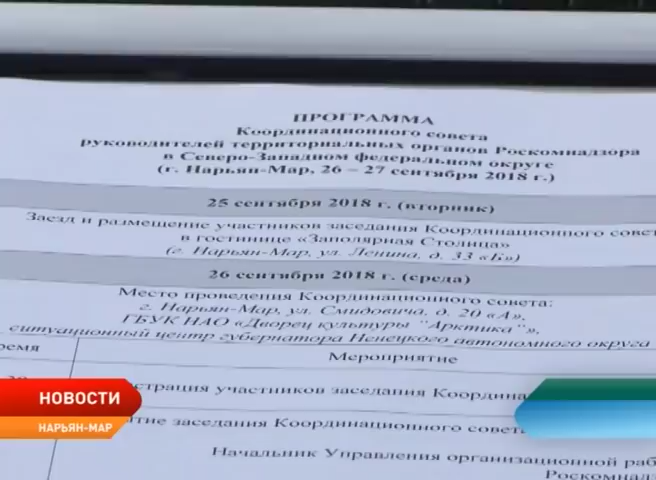 ПРОГРАММА
Координационного совета
руководителей территориальных органов Роскомнадзора
в Северо-Западном федеральном округе
(г. Нарьян-Мар, 26 – 27 сентября 2018 г.)
25 сентября 2018 г. (вторник)
Заезд и размещение участников заседания Координационного совет
в гостинице «Заполярная Столица»
(г. Нарьян-Мар, ул. Ленина, д. 33 «Б»)
26 сентября 2018 г. (среда)
Место проведения Координационного совета:
г. Нарьян-Мар, ул. Смидовича, д. 20 «А»,
ГБУК НАО «Дворец культуры "Арктика"»,
ситуационный центр губернатора Ненецкого автономного округа
ремя Мероприятие
страция участников заседания Координа
тие заседания Координационного совет
Начальник Управления организационной раб
Роскомнад
НОВОСТИ
НАРЬЯН-МАР